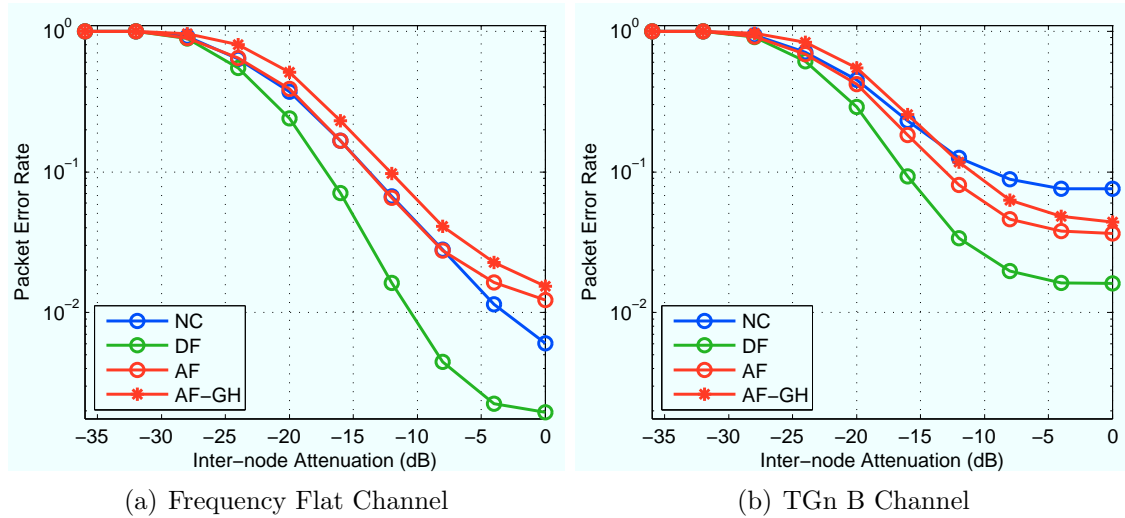 10^0
10^-1
10^-2
Packet Error Rate
NC
DF
AF
AF-GH
-35 -30 -25 -20 -15 -10 -5 0
Inter-node Attenuation (dB)
(a) Frequency Flat Channel
10^0
10^-1
10^-2
Packet Error Rate
NC
DF
AF
AF-GH
-35 -30 -25 -20 -15 -10 -5 0
Inter-node Attenuation (dB)
(b) TGn B Channel